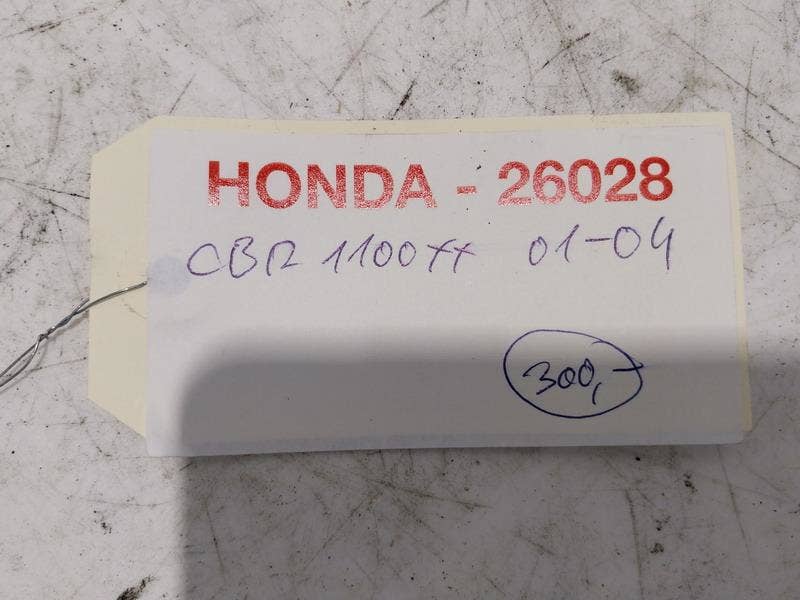 HONDA - 26028
CBR 1100XX 01-04
300,-